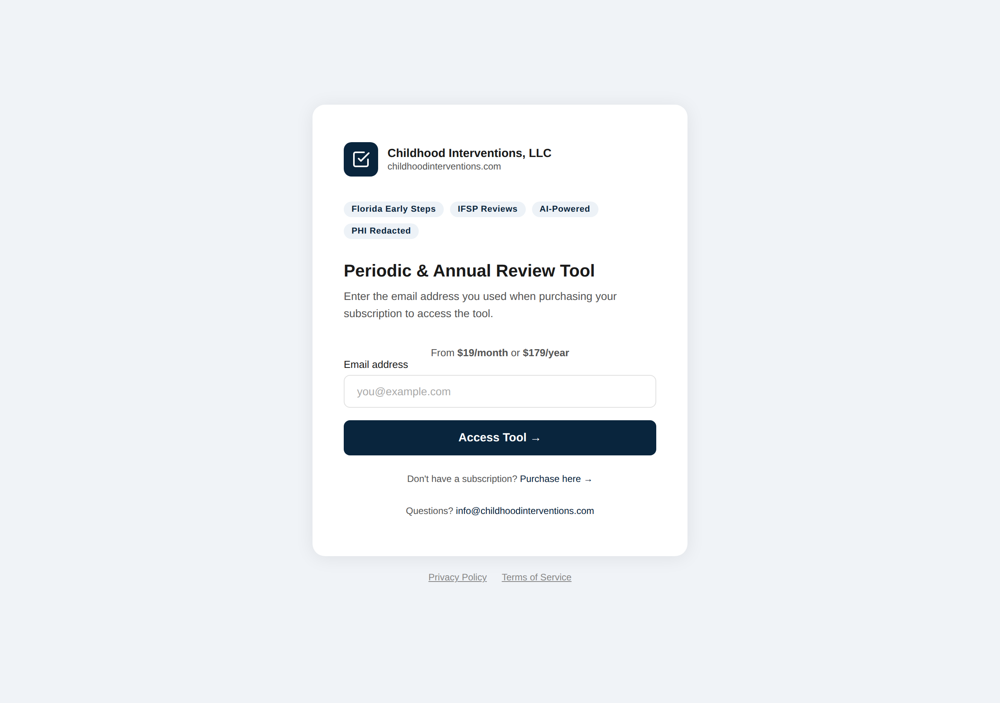 Childhood Interventions, LLC
childhoodinterventions.com
Florida Early Steps
IFSP Reviews
AI-Powered
PHI Redacted
Periodic & Annual Review Tool
Enter the email address you used when purchasing your
subscription to access the tool.
From $19/month or $179/year
Email address
you@example.com
Access Tool →
Don't have a subscription? Purchase here →
Questions? info@childhoodinterventions.com
Privacy Policy
Terms of Service